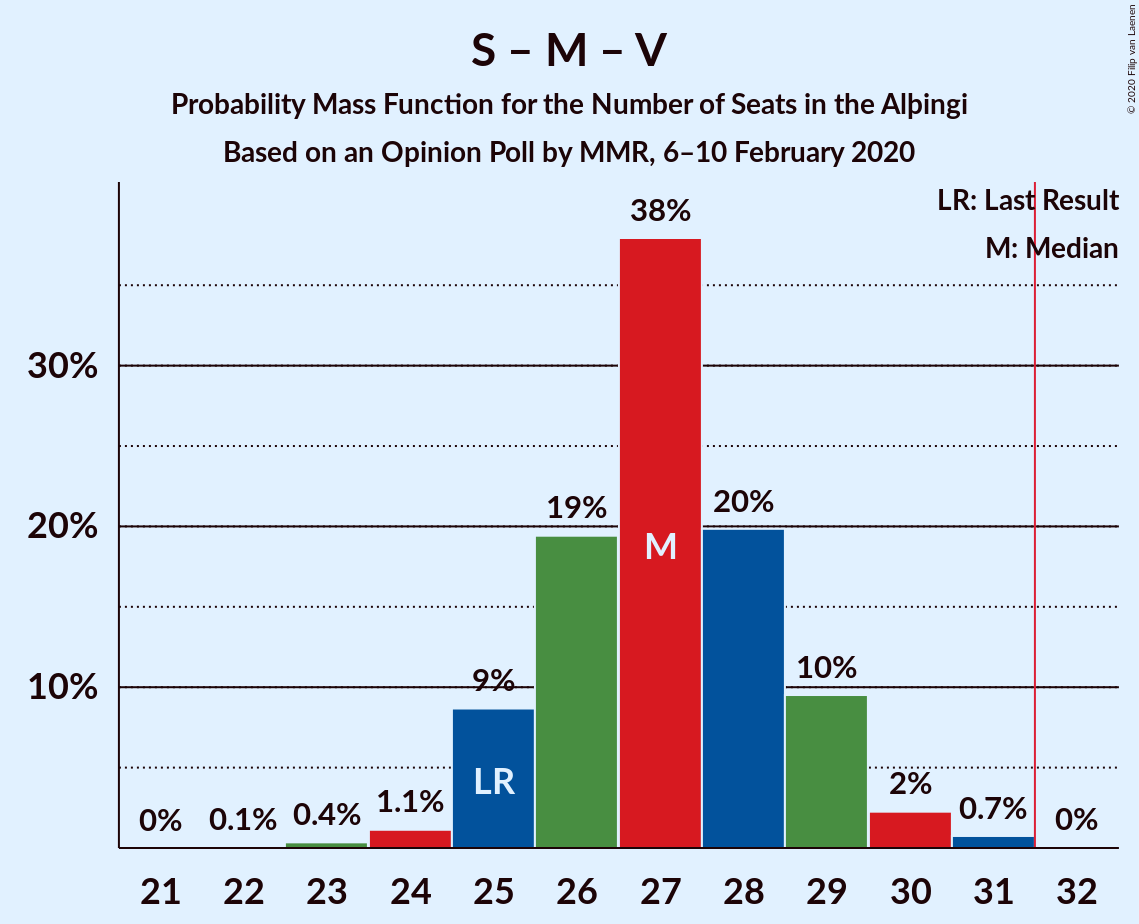 S – M – V
Probability Mass Function for the Number of Seats in the Alþingi
Based on an Opinion Poll by MMR, 6–10 February 2020
© 2020 Filip van Laenen
LR: Last Result
M: Median
38%
30%
20%
19%
20%
M
10%
10%
9%
LR
0%
0.1%
0.4%
1.1%
2%
0.7%
0%
21 22 23 24 25 26 27 28 29 30 31 32